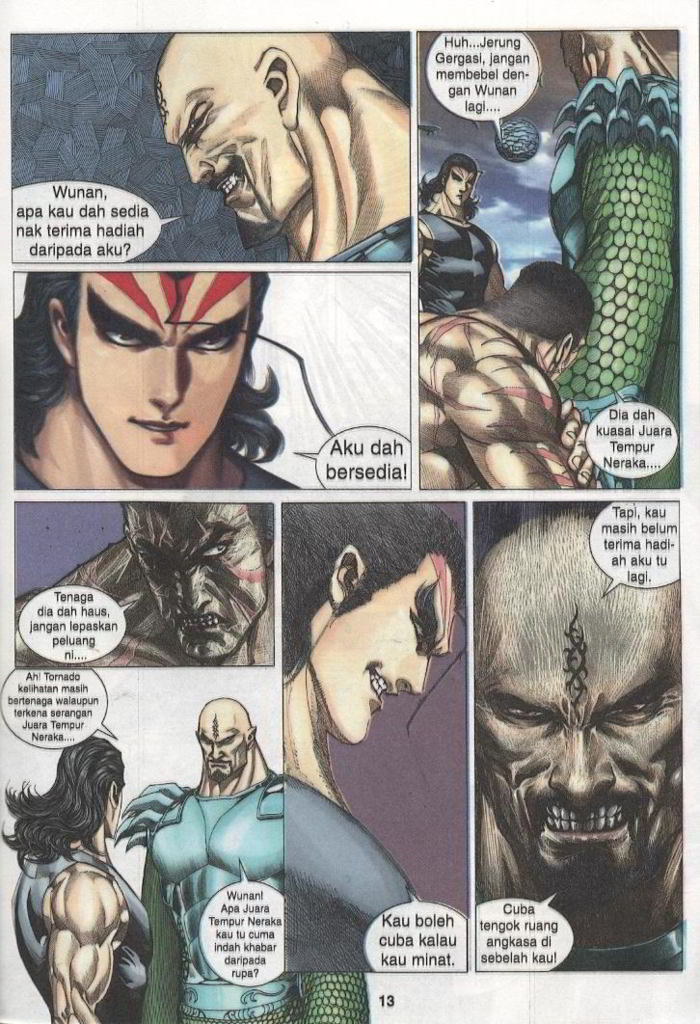 Wunan,
apa kau dah sedia
nak terima hadiah
daripada aku?
Huh...Jerung
Gergasi, jangan
membebel den-
gan Wunan
lagi....
Aku dah
bersedia!
Dia dah
kuasai Juara
Tempur
Neraka....
Tenaga
dia dah haus,
jangan lepaskan
peluang
ni....
Ah! Tornado
kelihatan masih
bertenaga walaupun
terkena serangan
Juara Tempur
Neraka....
Wunan!
Apa Juara
Tempur Neraka
kau tu cuma
indah khabar
daripada
rupa?
Kau boleh
cuba kalau
kau minat.
Tapi, kau
masih belum
terima hadi-
ah aku tu
lagi.
Cuba
tengok ruang
angkasa di
sebelah kau!
13